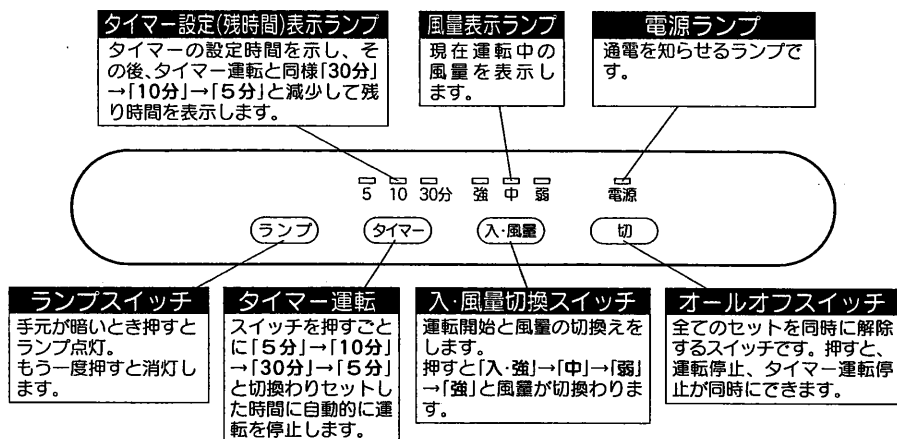 タイマー設定(残時間)表示ランプ
タイマーの設定時間を示し、そ
の後、タイマー運転と同様「30分」
→「10分」→「5分」と減少して残
り時間を表示します。
風量表示ランプ
現在運転中の
風量を表示し
ます。
電源ランプ
通電を知らせるランプで
す。
5 10 30分 強 中 弱 電源
ランプ タイマー 入・風量 切
ランプスイッチ
手元が暗いとき押すと
ランプ点灯。
もう一度押すと消灯し
ます。
タイマー運転
スイッチを押すごと
に「5分」→「10分」
→「30分」→「5分」
と切換わりセットし
た時間に自動的に運
転を停止します。
入・風量切換スイッチ
運転開始と風量の切換えを
します。
押すと「入・強」→「中」→「弱」
→「強」と風量が切換わりま
す。
オールオフスイッチ
全てのセットを同時に解除
するスイッチです。押すと、
運転停止、タイマー運転停
止が同時にできます。